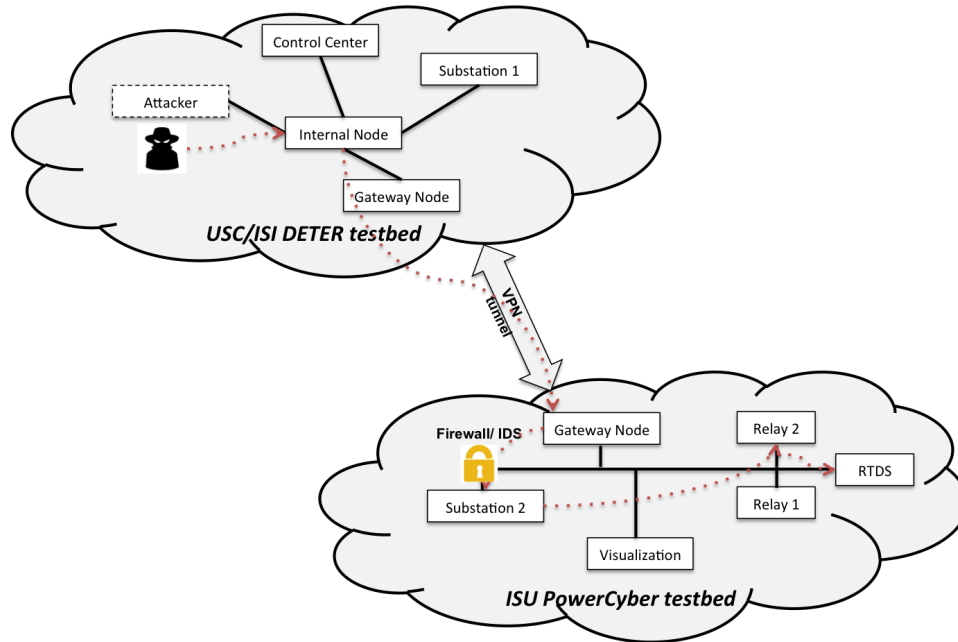 Control Center
Substation 1
Attacker
Internal Node
Gateway Node
USC/ISI DETER testbed
VPN
tunnel
Gateway Node
Relay 2
Firewall/ IDS
RTDS
Substation 2
Relay 1
Visualization
ISU PowerCyber testbed